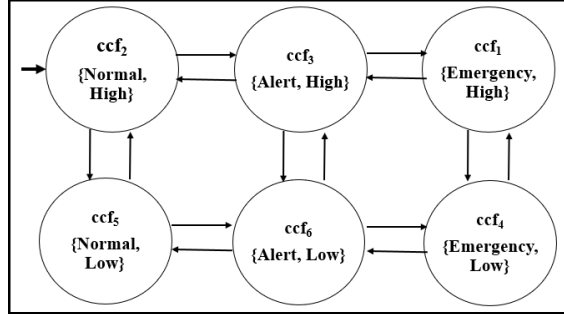 ccf2
{Normal,
High}
ccf3
{Alert, High}
ccf1
{Emergency,
High}
ccf5
{Normal,
Low}
ccf6
{Alert, Low}
ccf4
{Emergency,
Low}